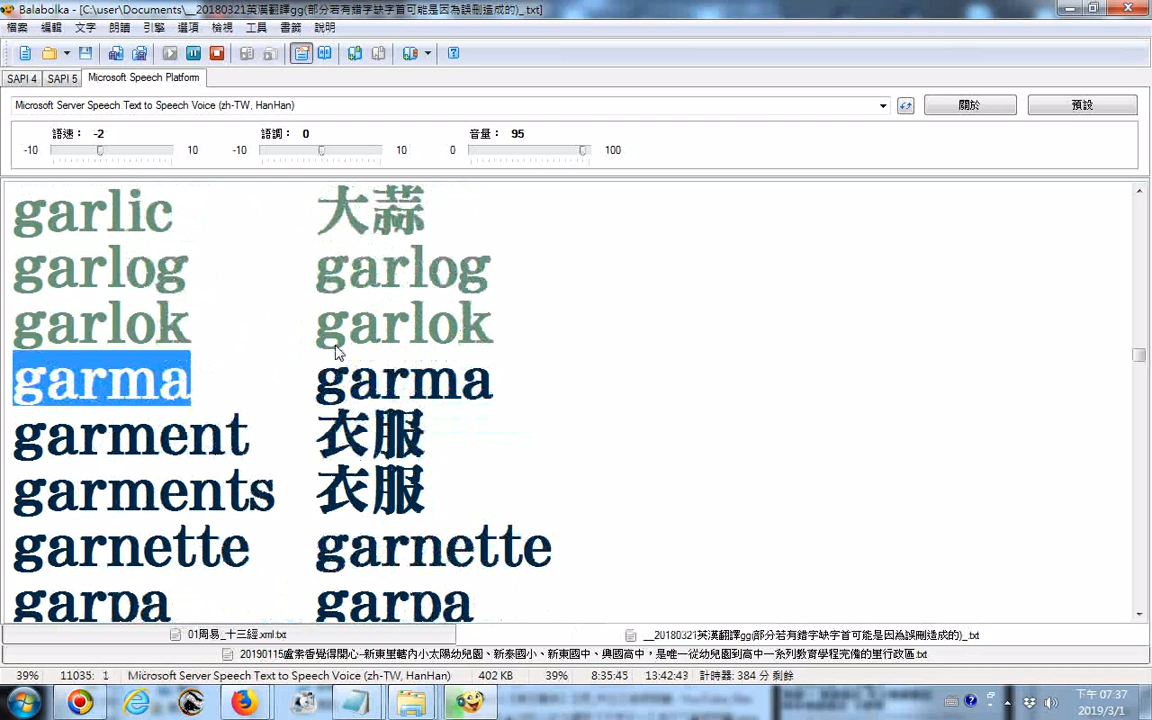 Balabolka - [C:\user\Documents\__20180321英漢翻譯gg(部分若有錯字缺字首可能是因為誤刪造成的)_.txt]
檔案 編輯 文字 朗讀 引擎 選項 檢視 工具 書籤 說明
SAPI 4 SAPI 5 Microsoft Speech Platform
Microsoft Server Speech Text to Speech Voice (zh-TW, HanHan) 關於 預設
語速： -2 語調： 0 音量： 95
-10 10 -10 10 0 100
garlic 大蒜
garlog garlog
garlok garlok
garma garma
garment 衣服
garments 衣服
garnette garnette
garpa garpa
01周易_十三經.xml.txt __20180321英漢翻譯gg(部分若有錯字缺字首可能是因為誤刪造成的)_.txt
20190115盧素香覺得開心--新東里轄內小太陽幼兒園、新泰國小、新東國中、興國高中，是唯一從幼兒園到高中一系列教育學程完備的里行政區.txt
39% 11035: 1 Microsoft Server Speech Text to Speech Voice (zh-TW, HanHan) 402 KB 39% 8:35:45 13:42:43 計時器: 384 分 剩餘
下午 07:37
2019/3/1